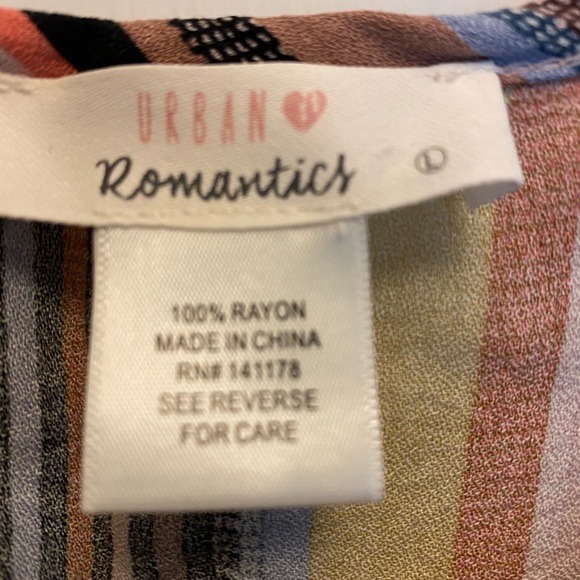 URBAN
Romantics
L
100% RAYON
MADE IN CHINA
RN# 141178
SEE REVERSE
FOR CARE